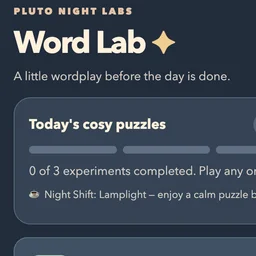 PLUTO NIGHT LABS
Word Lab
A little wordplay before the day is done.
Today's cosy puzzles
0 of 3 experiments completed. Play any
Night Shift: Lamplight — enjoy a calm puzzle